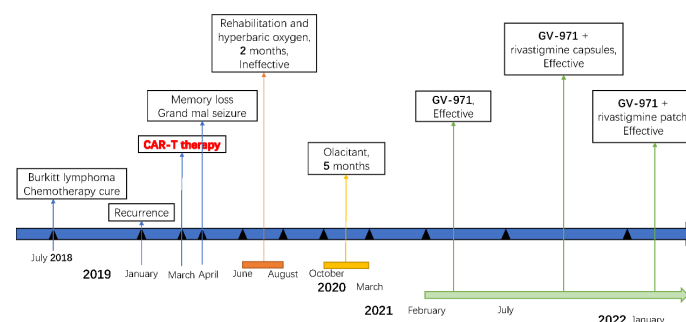 Rehabilitation and
hyperbaric oxygen,
2 months,
Ineffective
GV-971 +
rivastigmine capsules,
Effective
Memory loss
Grand mal seizure
GV-971,
Effective
GV-971 +
rivastigmine patch
Effective
CAR-T therapy
Olacitant,
5 months
Burkitt lymphoma
Chemotherapy cure
Recurrence
July 2018
2019
January
March
April
June
August
October
2020
March
2021
February
July
2022
January